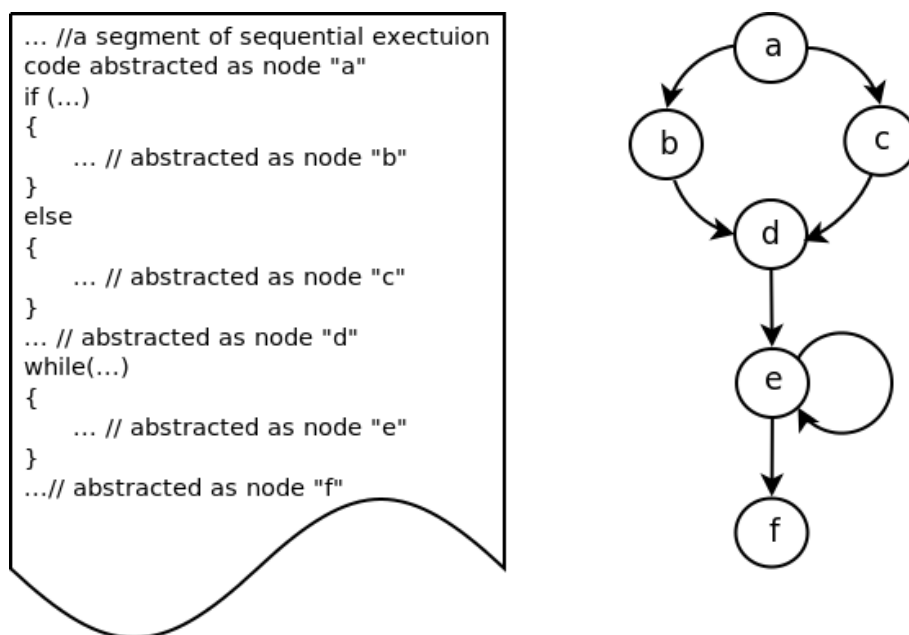 ... //a segment of sequential exectuion
code abstracted as node "a"
if (...)
{
... // abstracted as node "b"
}
else
{
... // abstracted as node "c"
}
... // abstracted as node "d"
while(...)
{
... // abstracted as node "e"
}
...// abstracted as node "f"
a
b
c
d
e
f